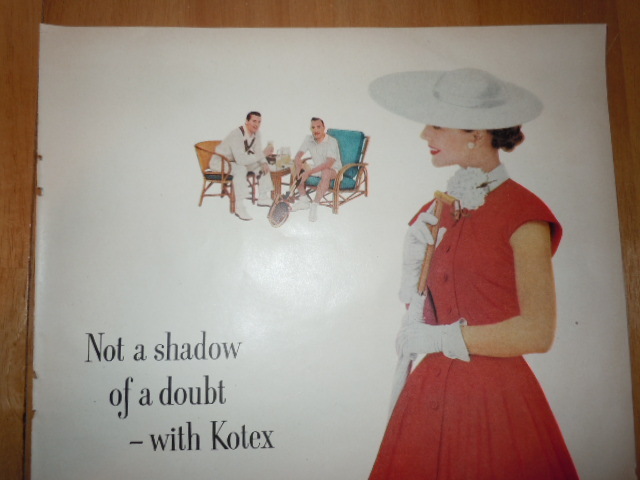 Not a shadow
of a doubt
– with Kotex